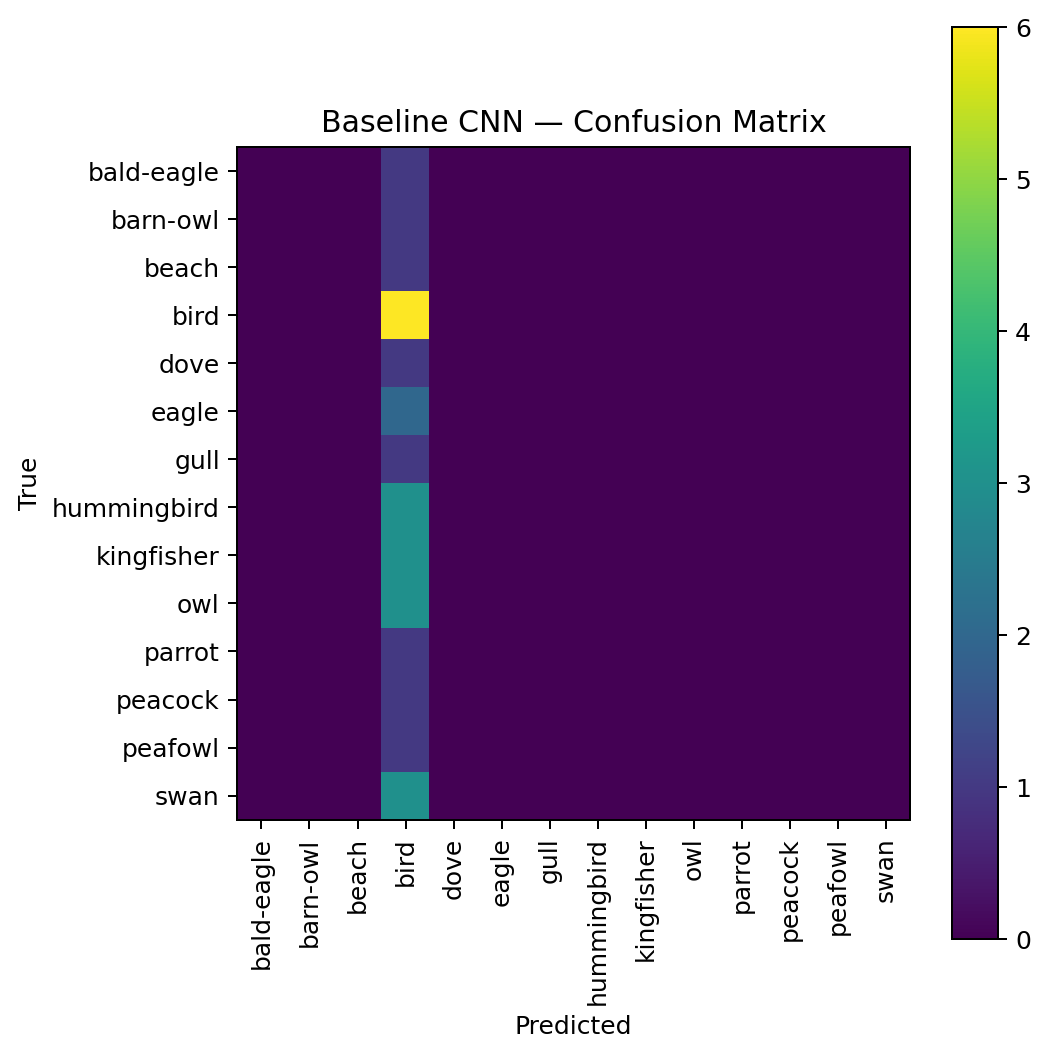 Baseline CNN — Confusion Matrix
True
bald-eagle
barn-owl
beach
bird
dove
eagle
gull
hummingbird
kingfisher
owl
parrot
peacock
peafowl
swan
bald-eagle
barn-owl
beach
bird
dove
eagle
gull
hummingbird
kingfisher
owl
parrot
peacock
peafowl
swan
Predicted
6
5
4
3
2
1
0